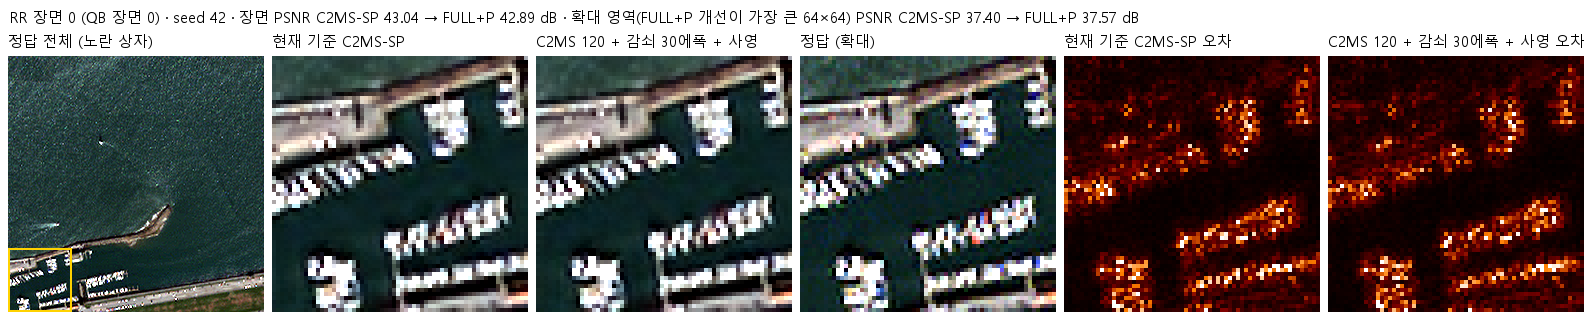 RR 장면 0 (QB 장면 0) · seed 42 · 장면 PSNR C2MS-SP 43.04 → FULL+P 42.89 dB · 확대 영역(FULL+P 개선이 가장 큰 64×64) PSNR C2MS-SP 37.40 → FULL+P 37.57 dB
정답 전체 (노란 상자)
현재 기준 C2MS-SP
C2MS 120 + 감쇠 30에폭 + 사영
정답 (확대)
현재 기준 C2MS-SP 오차
C2MS 120 + 감쇠 30에폭 + 사영 오차